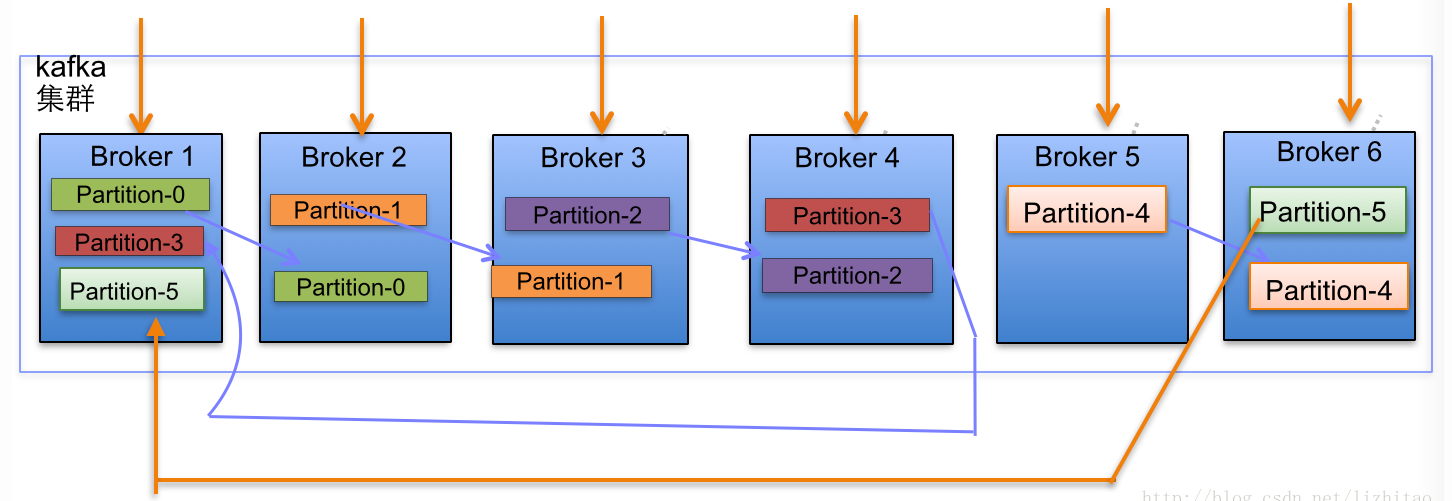 kafka
集群
Broker 1
Partition-0
Partition-3
Partition-5
Broker 2
Partition-1
Partition-0
Broker 3
Partition-2
Partition-1
Broker 4
Partition-3
Partition-2
Broker 5
Partition-4
Broker 6
Partition-5
Partition-4
http://blog.csdn.net/lizhitao